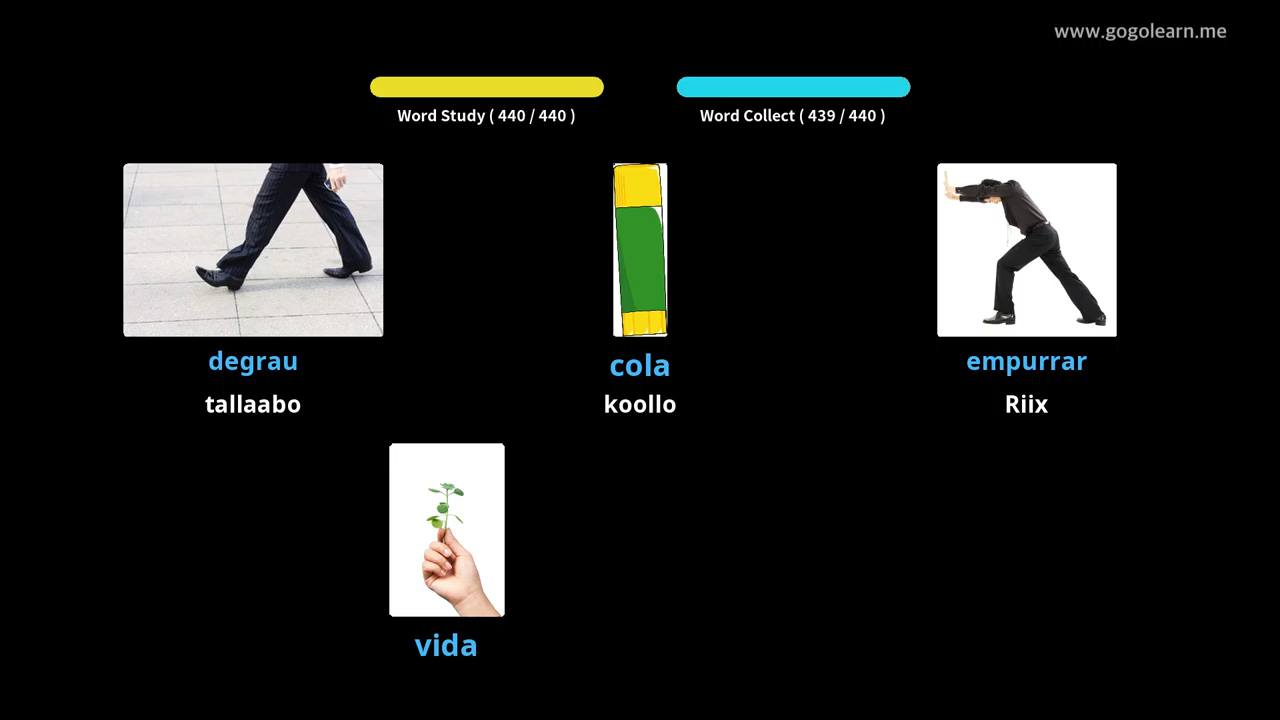 www.gogolearn.me
Word Study ( 440 / 440 )
Word Collect ( 439 / 440 )
degrau
cola
empurrar
tallaabo
koollo
Riix
vida